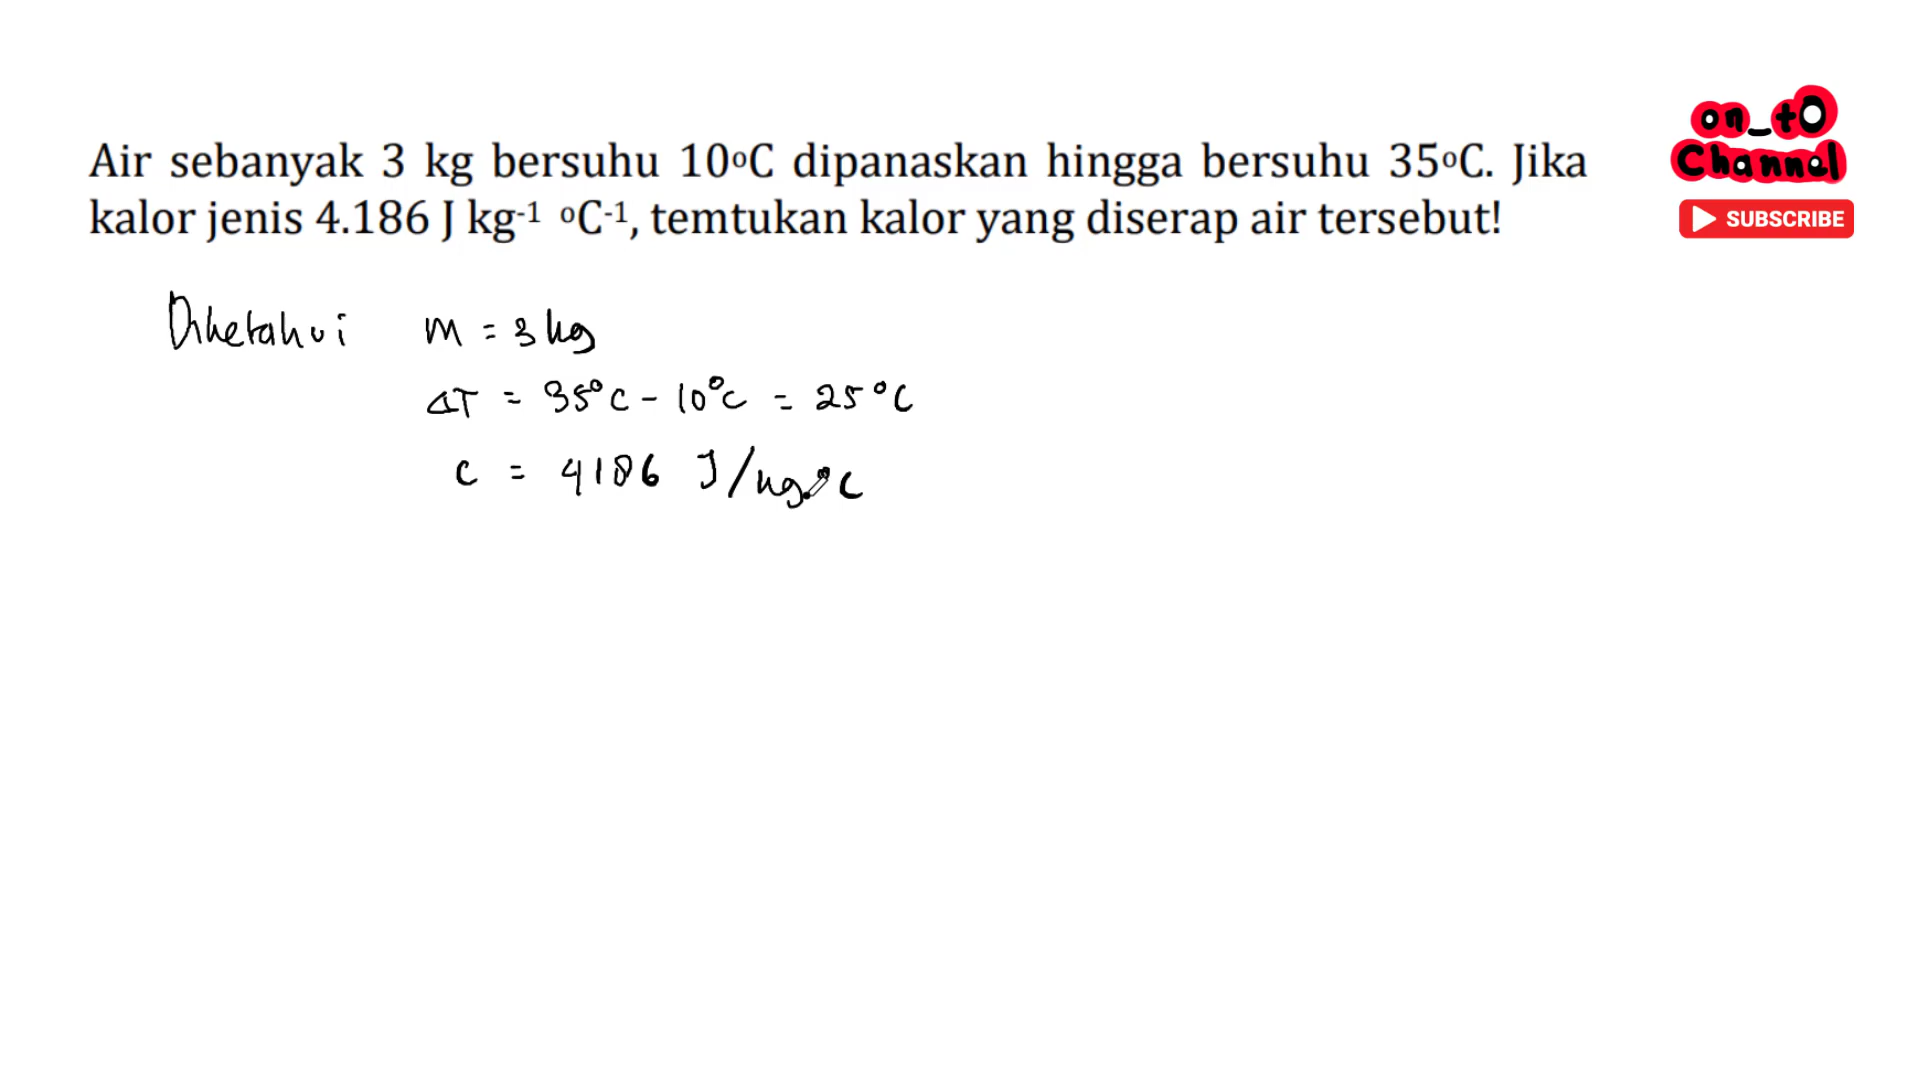 on_to
Channel
SUBSCRIBE
Air sebanyak 3 kg bersuhu 10ᵒC dipanaskan hingga bersuhu 35ᵒC. Jika
kalor jenis 4.186 J kg⁻¹ ᵒC⁻¹, temtukan kalor yang diserap air tersebut!
Diketahui m = 3 kg
ΔT = 35°C - 10°C = 25°C
c = 4186 J/kg°C